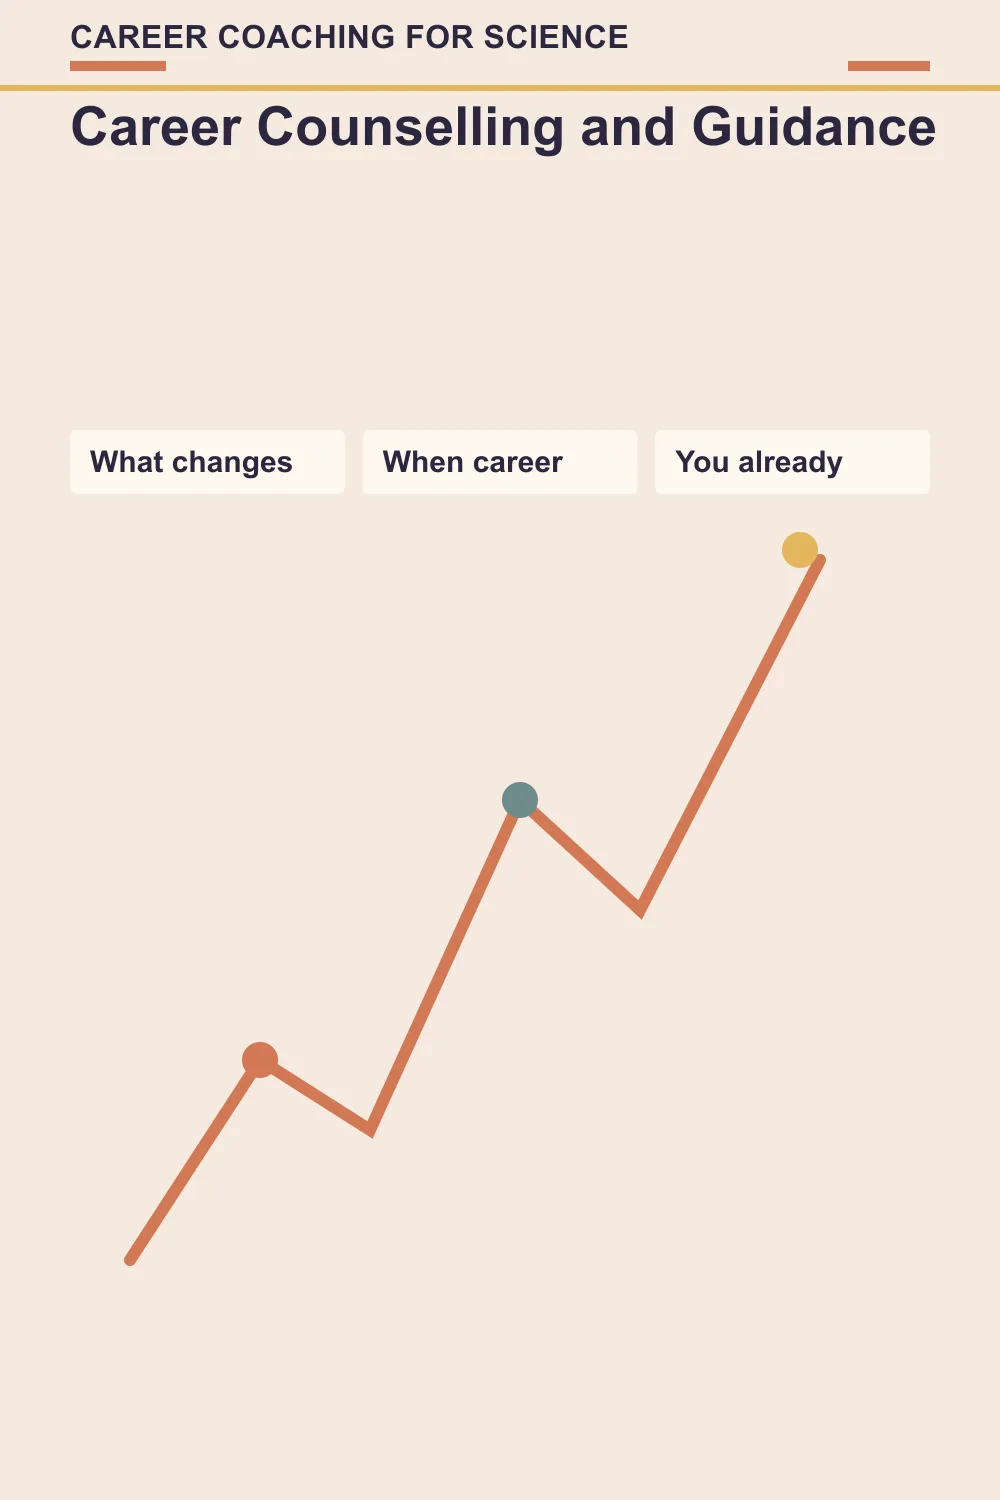 CAREER COACHING FOR SCIENCE
Career Counselling and Guidance
What changes
When career
You already